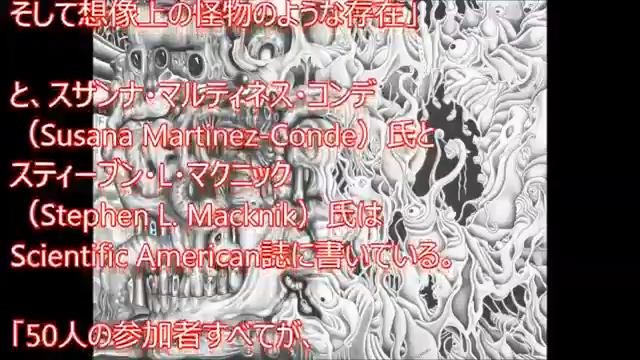 そして想像上の怪物のような存在」
と、スザンナ・マルティネス・コンデ
（Susana Martinez-Conde）氏と
スティーブン・L・マクニック
（Stephen L. Macknik）氏は
Scientific American誌に書いている。
「50人の参加者すべてが、